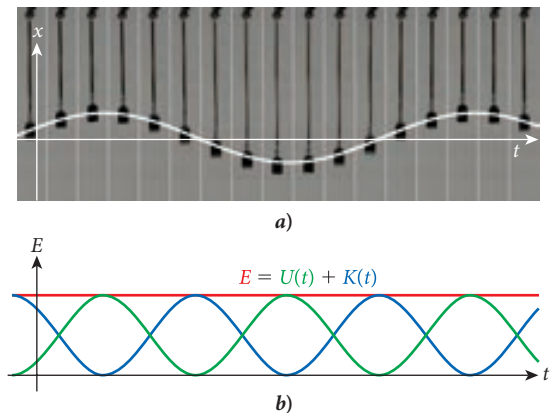 x
t
a)
E
E = U(t) + K(t)
t
b)